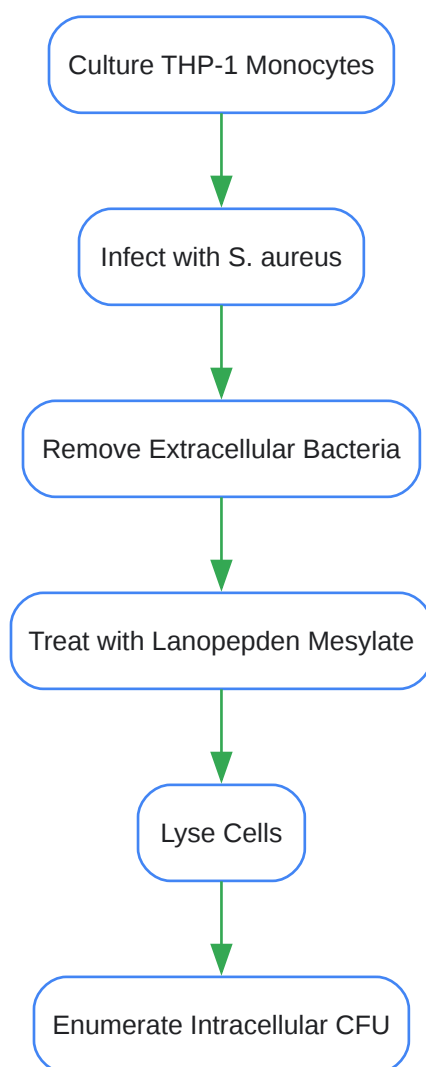 Culture THP-1 Monocytes
Infect with S. aureus
Remove Extracellular Bacteria
Treat with Lanopepden Mesylate
Lyse Cells
Enumerate Intracellular CFU